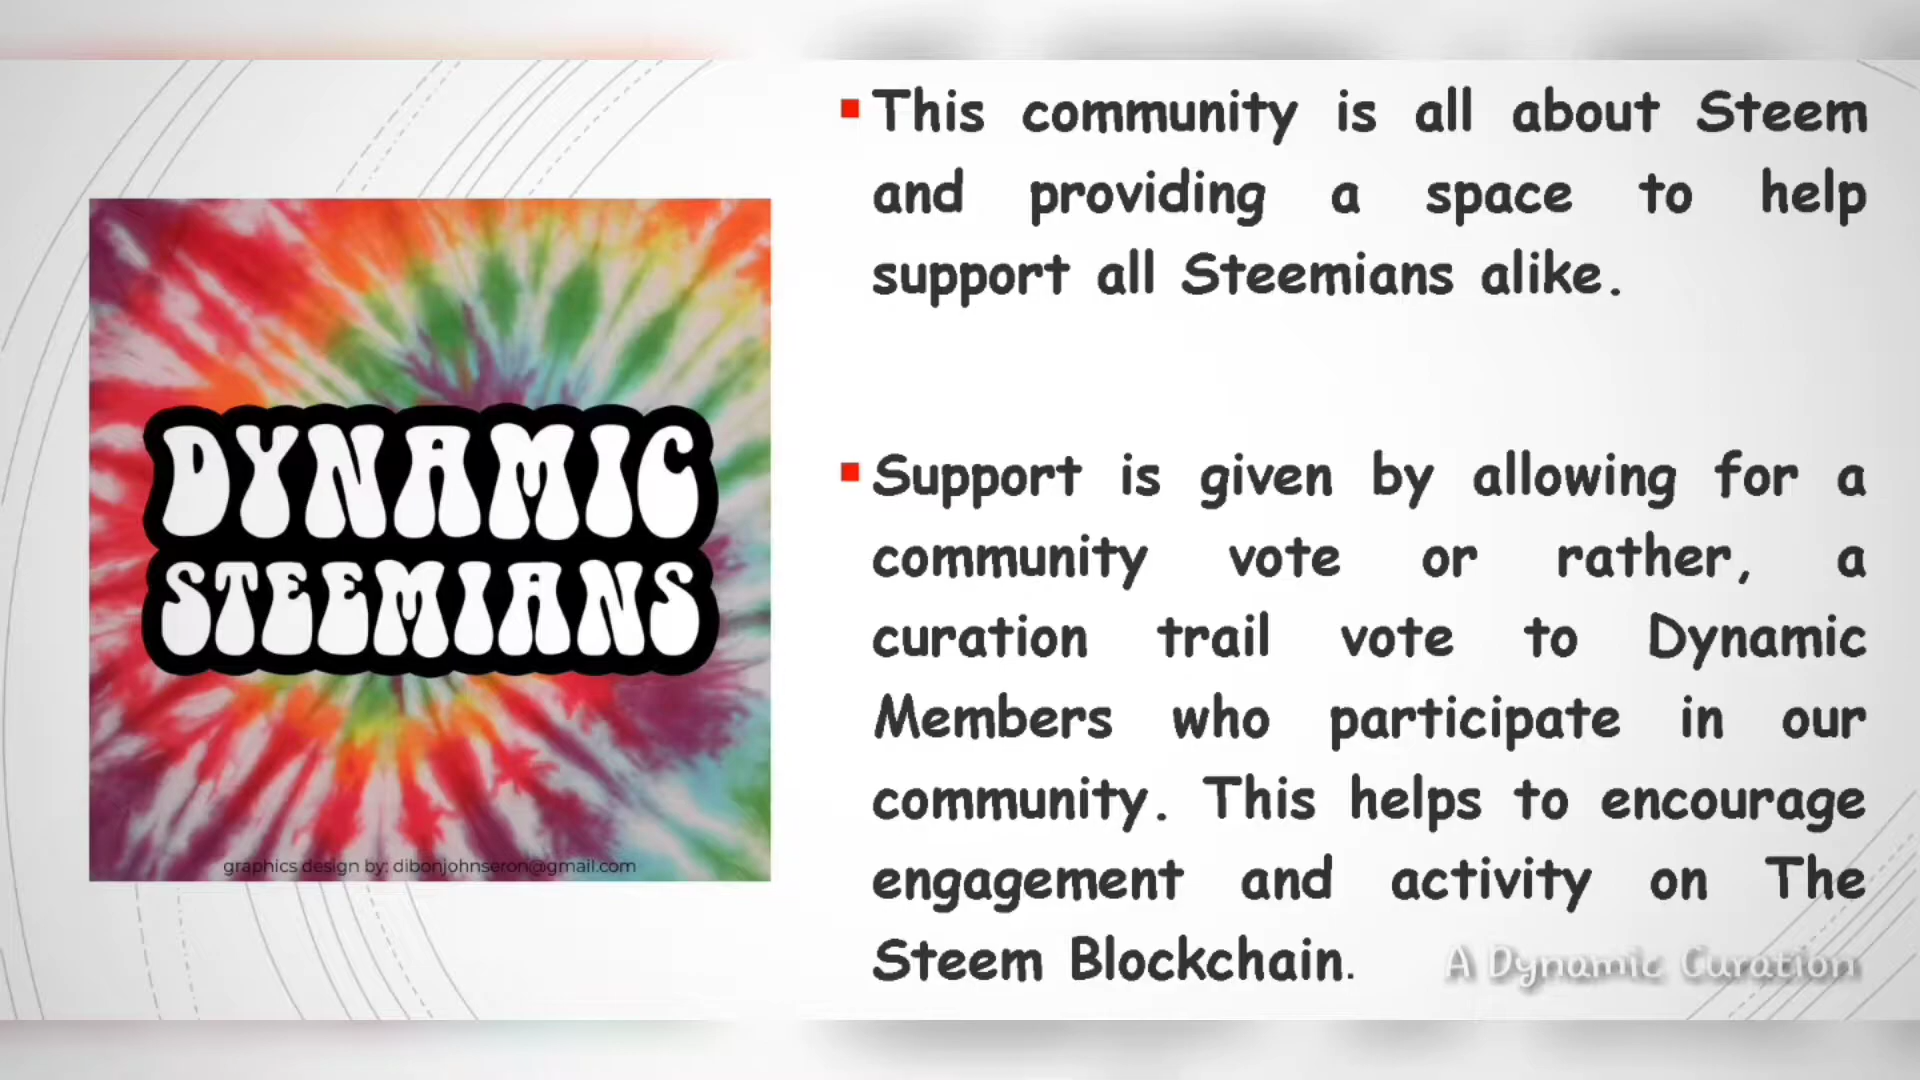 DYNAMIC
STEEMIANS
graphics design by: dibonjohnseron@gmail.com
This community is all about Steem
and providing a space to help
support all Steemians alike.
Support is given by allowing for a
community vote or rather, a
curation trail vote to Dynamic
Members who participate in our
community. This helps to encourage
engagement and activity on The
Steem Blockchain.
A Dynamic Curation